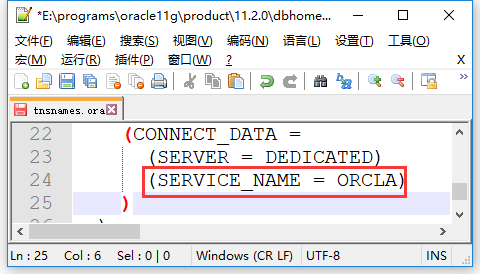 *E:\programs\oracle11g\product\11.2.0\dbhome...
文件(F) 编辑(E) 搜索(S) 视图(V) 编码(N) 语言(L) 设置(T) 工具(O)
宏(M) 运行(R) 插件(P) 窗口(W) ? X
tnsnames.ora
22 (CONNECT_DATA =
23 (SERVER = DEDICATED)
24 (SERVICE_NAME = ORCLA)
25 )
26 )
Ln : 25 Col : 6 Sel : 0 | 0 Windows (CR LF) UTF-8 INS